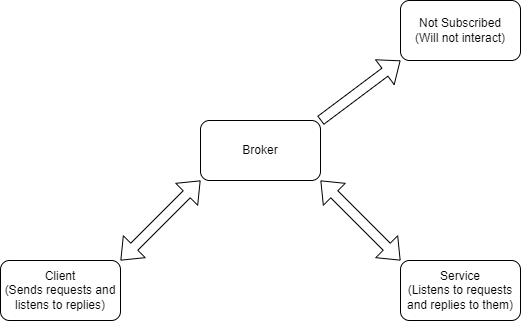 Not Subscribed
(Will not interact)
Broker
Client
(Sends requests and
listens to replies)
Service
(Listens to requests
and replies to them)